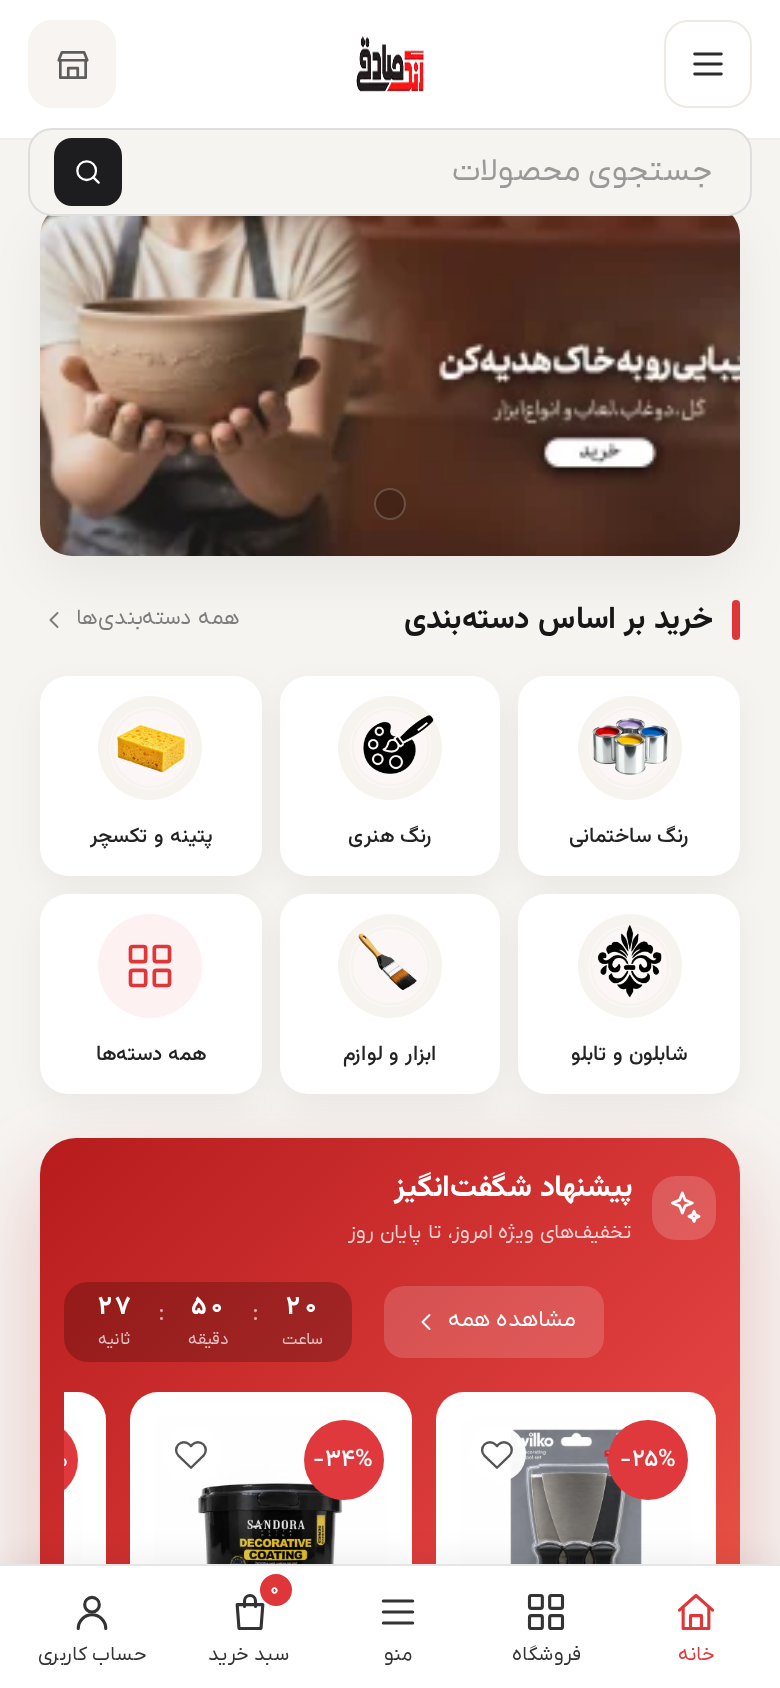 رنگ صادقی
جستجوی محصولات
یبایی رو به خاک هدیه کن
گل، دوغاب، لعاب و انواع ابزار
خرید
خرید بر اساس دسته‌بندی
همه دسته‌بندی‌ها
رنگ ساختمانی
رنگ هنری
پتینه و تکسچر
شابلون و تابلو
ابزار و لوازم
همه دسته‌ها
پیشنهاد شگفت‌انگیز
تخفیف‌های ویژه امروز، تا پایان روز
مشاهده همه
۲۰ : ۵۰ : ۲۷
ساعت دقیقه ثانیه
-۲۵%
-۳۴%
%
wilko
SANDORA
DECORATIVE
COATING
خانه
فروشگاه
منو
۰
سبد خرید
حساب کاربری